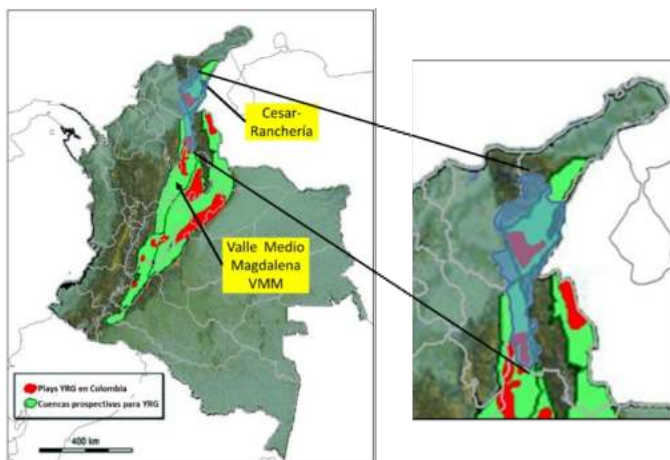 Cesar-
Ranchería
Valle Medio
Magdalena
VMM
Plays YRG en Colombia
Cuencas prospectivas para YRG
400 km